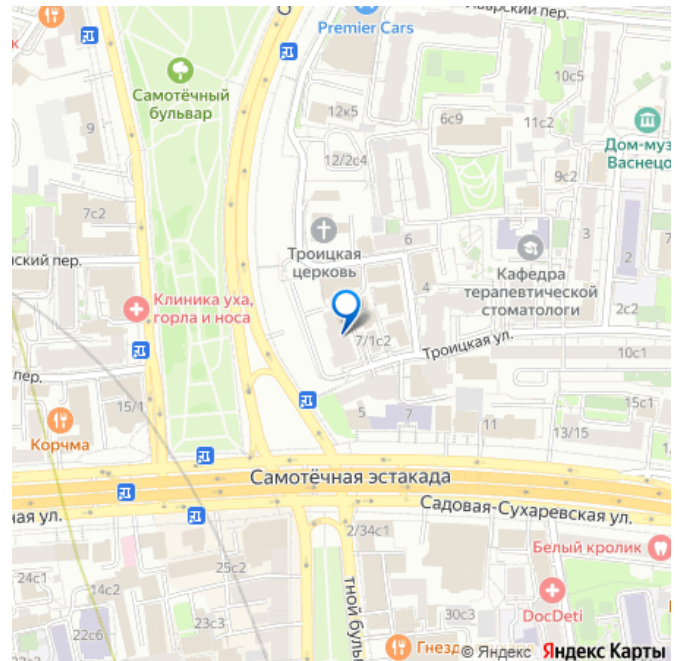 Premier Cars
Самотёчный
бульвар
12к5
6с9
11с2
10с5
Дом-муз
Васнецо
9
12/2с4
9с2
7с2
Троицкая
церковь
6
3
2
нский пер.
Кафедра
терапевтической
стоматологи
4
Клиника уха,
горла и носа
2с2
7/1с2
Троицкая ул.
10с1
пер.
15/1
5
7
11
15с1
13/15
Корчма
Самотёчная эстакада
ная ул.
Садовая-Сухаревская ул.
2/34с1
Белый кролик
25с2
24с1
14с2
22с6
23с3
тной буль
30с3
DocDeti
Гнезд
© Яндекс Яндекс Карты